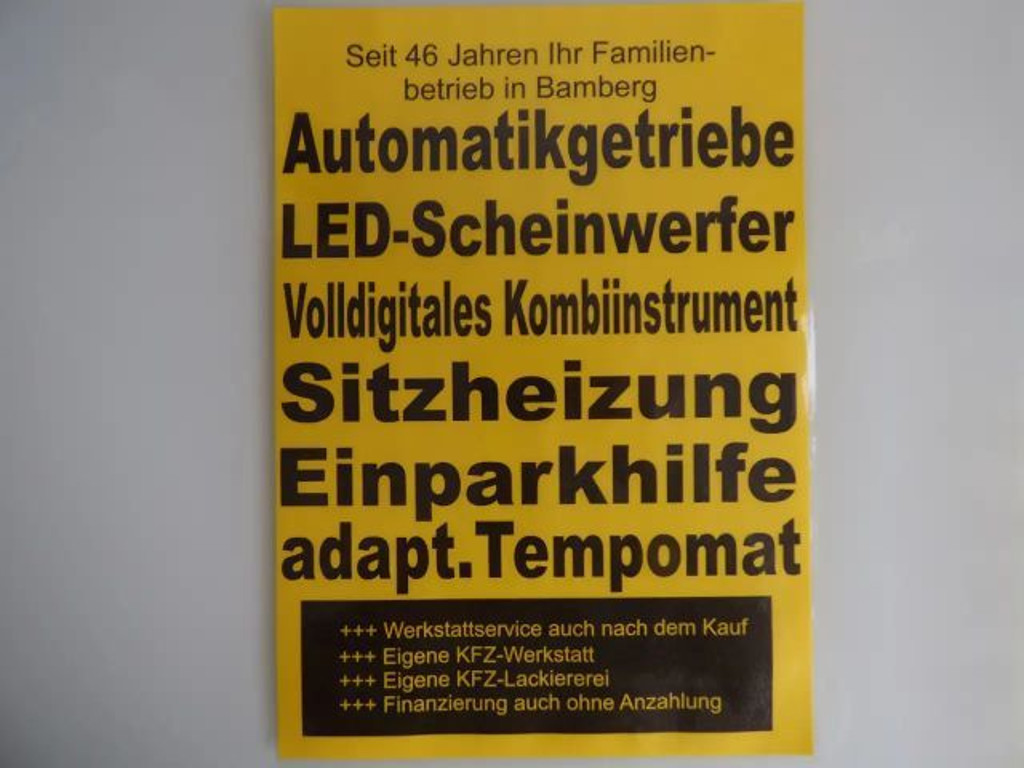 Seit 46 Jahren Ihr Familien-
betrieb in Bamberg
Automatikgetriebe
LED-Scheinwerfer
Volldigitales Kombiinstrument
Sitzheizung
Einparkhilfe
adapt.Tempomat
+++ Werkstattservice auch nach dem Kauf
+++ Eigene KFZ-Werkstatt
+++ Eigene KFZ-Lackiererei
+++ Finanzierung auch ohne Anzahlung